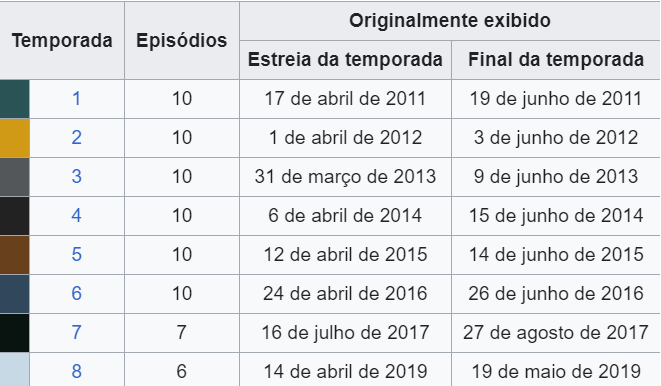 Temporada Episódios Originalmente exibido
Estreia da temporada Final da temporada
1 10 17 de abril de 2011 19 de junho de 2011
2 10 1 de abril de 2012 3 de junho de 2012
3 10 31 de março de 2013 9 de junho de 2013
4 10 6 de abril de 2014 15 de junho de 2014
5 10 12 de abril de 2015 14 de junho de 2015
6 10 24 de abril de 2016 26 de junho de 2016
7 7 16 de julho de 2017 27 de agosto de 2017
8 6 14 de abril de 2019 19 de maio de 2019